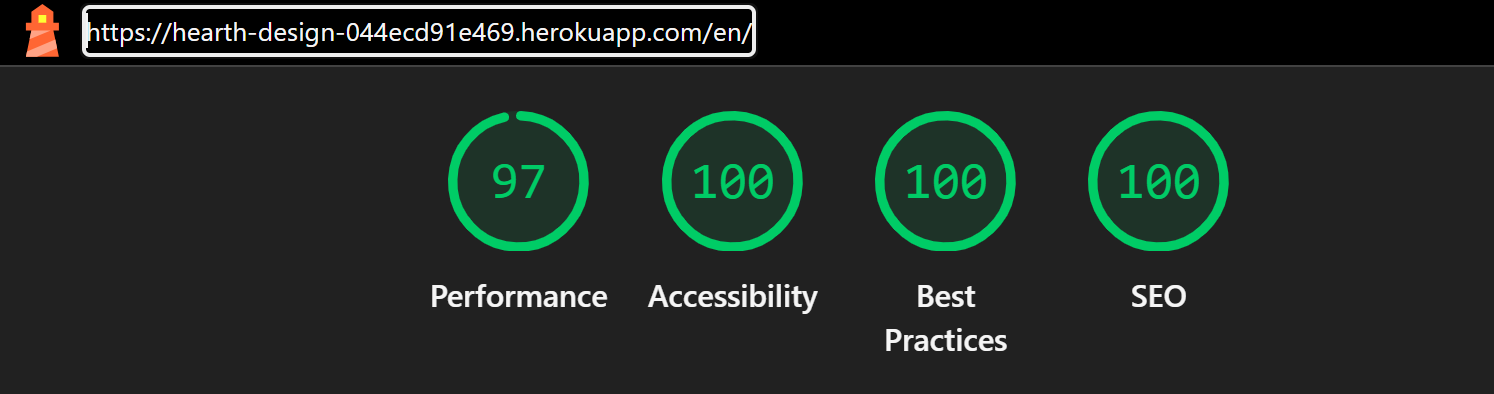 https://hearth-design-044ecd91e469.herokuapp.com/en/
97
100
100
100
Performance
Accessibility
Best
Practices
SEO